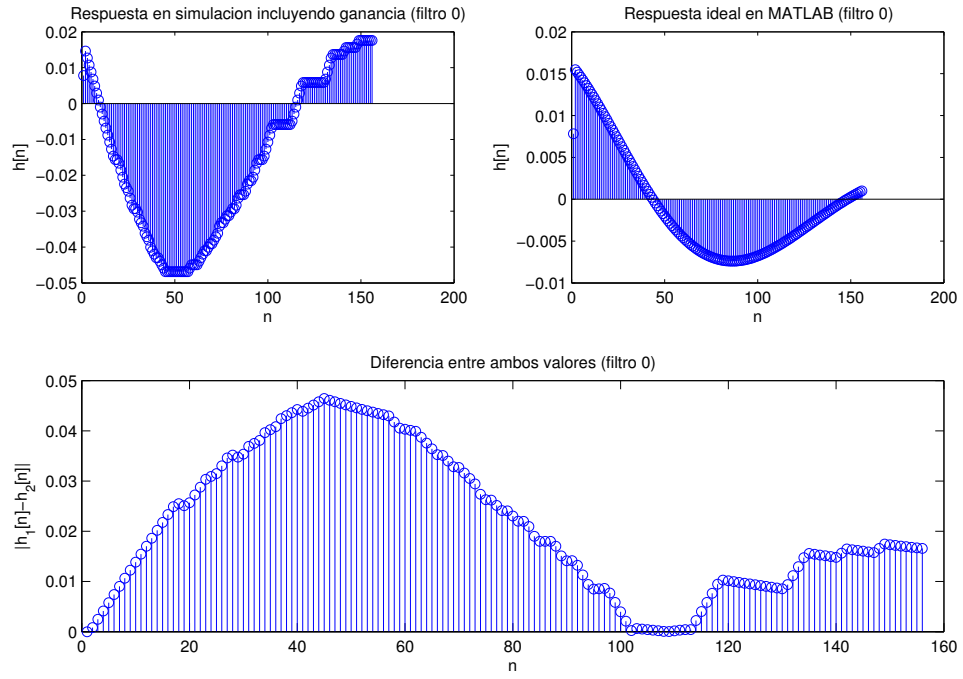 Respuesta en simulacion incluyendo ganancia (filtro 0)
0.02
0.01
0
−0.01
−0.02
−0.03
−0.04
−0.05
h[n]
0 50 100 150 200
n
Respuesta ideal en MATLAB (filtro 0)
0.02
0.015
0.01
0.005
0
−0.005
−0.01
h[n]
0 50 100 150 200
n
Diferencia entre ambos valores (filtro 0)
0.05
0.04
0.03
0.02
0.01
0
|h_1[n]−h_2[n]|
0 20 40 60 80 100 120 140 160
n